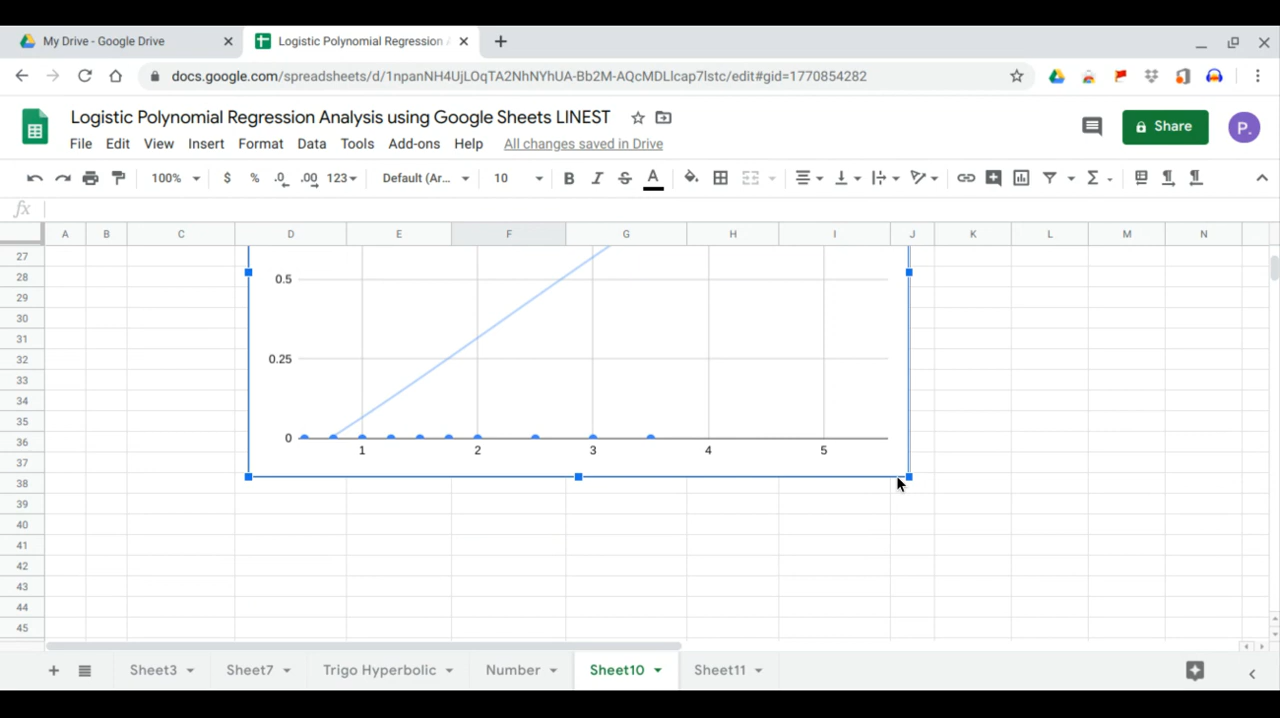 My Drive - Google Drive
Logistic Polynomial Regression
docs.google.com/spreadsheets/d/1npanNH4UjLOqTA2NhNYhUA-Bb2M-AQcMDLlcap7lstc/edit#gid=1770854282
Logistic Polynomial Regression Analysis using Google Sheets LINEST
Share
P.
File Edit View Insert Format Data Tools Add-ons Help All changes saved in Drive
100% $ % .0 .00 123 Default (Ar... 10 B I S A
fx
A B C D E F G H I J K L M N
27
28 0.5
29
30
31
32 0.25
33
34
35
36 0
37 1 2 3 4 5
38
39
40
41
42
43
44
45
Sheet3 Sheet7 Trigo Hyperbolic Number Sheet10 Sheet11